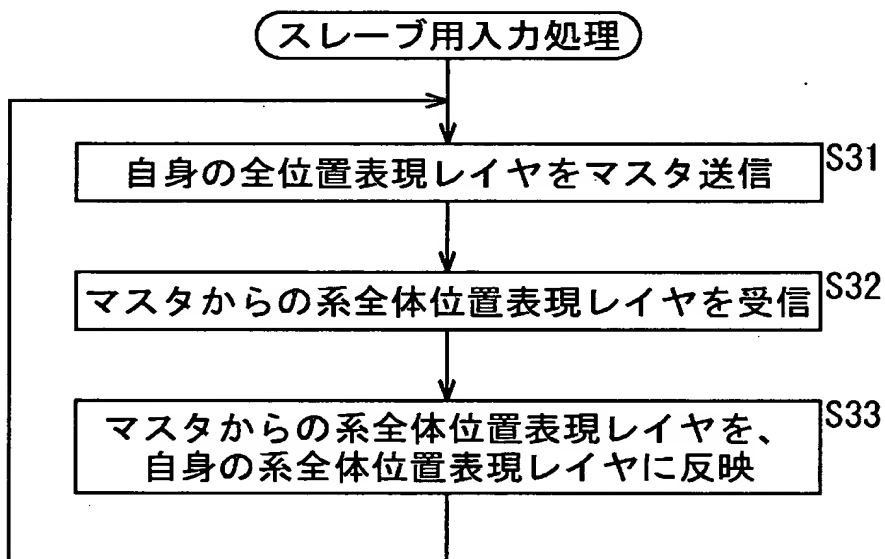 スレーブ用入力処理
自身の全位置表現レイヤをマスタ送信
S31
マスタからの系全体位置表現レイヤを受信
S32
マスタからの系全体位置表現レイヤを、
自身の系全体位置表現レイヤに反映
S33